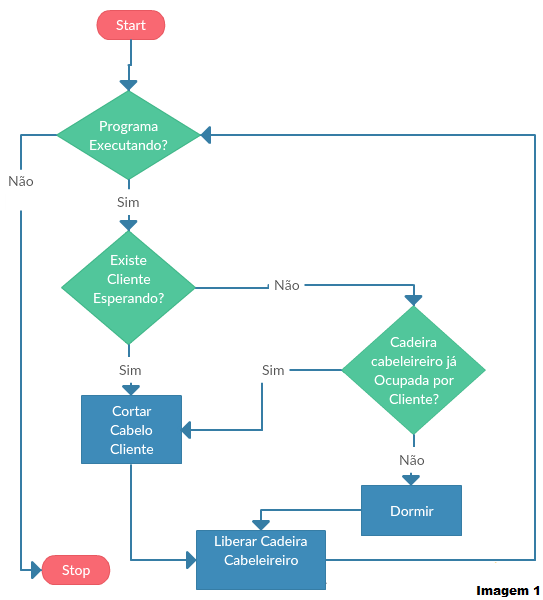 Start
Programa
Executando?
Não
Sim
Existe
Cliente
Esperando?
Não
Cadeira
cabeleireiro já
Ocupada por
Cliente?
Sim
Sim
Cortar
Cabelo
Cliente
Não
Dormir
Liberar Cadeira
Cabeleireiro
Stop
Imagem 1